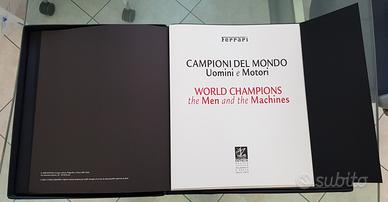 Ferrari
CAMPIONI DEL MONDO
Uomini e Motori
WORLD CHAMPIONS
the Men and the Machines
subito